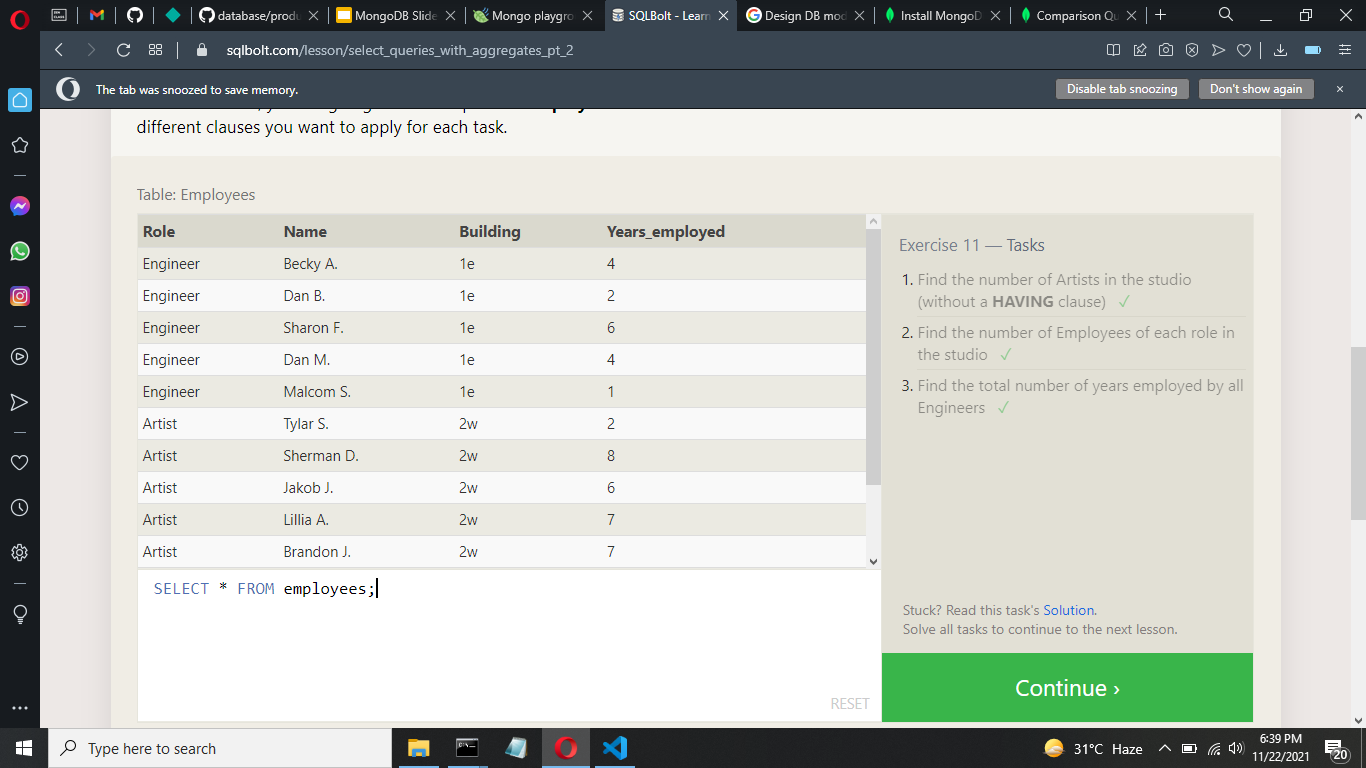 database/produ
MongoDB Slide
Mongo playgro
SQLBolt - Learn
Design DB mod
Install MongoD
Comparison Qu
sqlbolt.com/lesson/select_queries_with_aggregates_pt_2
The tab was snoozed to save memory.
Disable tab snoozing
Don't show again
different clauses you want to apply for each task.
Table: Employees
Role Name Building Years_employed
Engineer Becky A. 1e 4
Engineer Dan B. 1e 2
Engineer Sharon F. 1e 6
Engineer Dan M. 1e 4
Engineer Malcom S. 1e 1
Artist Tylar S. 2w 2
Artist Sherman D. 2w 8
Artist Jakob J. 2w 6
Artist Lillia A. 2w 7
Artist Brandon J. 2w 7
SELECT * FROM employees;
RESET
Exercise 11 — Tasks
1. Find the number of Artists in the studio
(without a HAVING clause) ✓
2. Find the number of Employees of each role in
the studio ✓
3. Find the total number of years employed by all
Engineers ✓
Stuck? Read this task's Solution.
Solve all tasks to continue to the next lesson.
Continue ›
Type here to search
31°C Haze
6:39 PM
11/22/2021
20